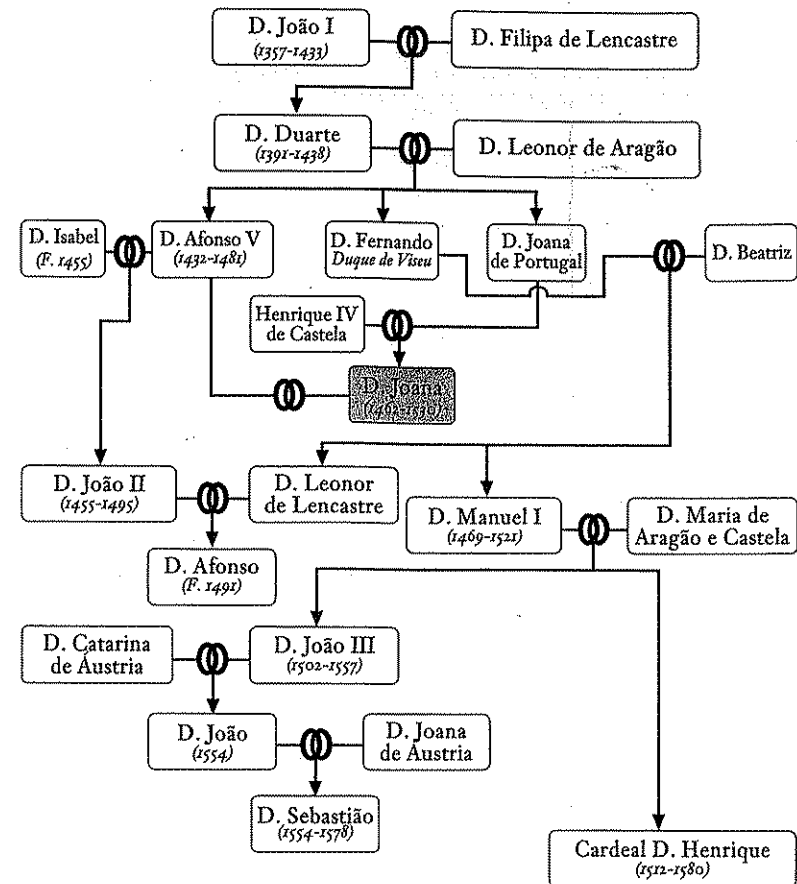 D. João I
(1357-1433)
D. Filipa de Lencastre
D. Duarte
(1391-1438)
D. Leonor de Aragão
D. Isabel
(F. 1455)
D. Afonso V
(1432-1481)
D. Fernando
Duque de Viseu
D. Joana
de Portugal
D. Beatriz
Henrique IV
de Castela
D. Joana
(1462-1530)
D. João II
(1455-1495)
D. Leonor
de Lencastre
D. Manuel I
(1469-1521)
D. Maria de
Aragão e Castela
D. Afonso
(F. 1491)
D. Catarina
de Áustria
D. João III
(1502-1557)
D. João
(1554)
D. Joana
de Áustria
D. Sebastião
(1554-1578)
Cardeal D. Henrique
(1512-1580)